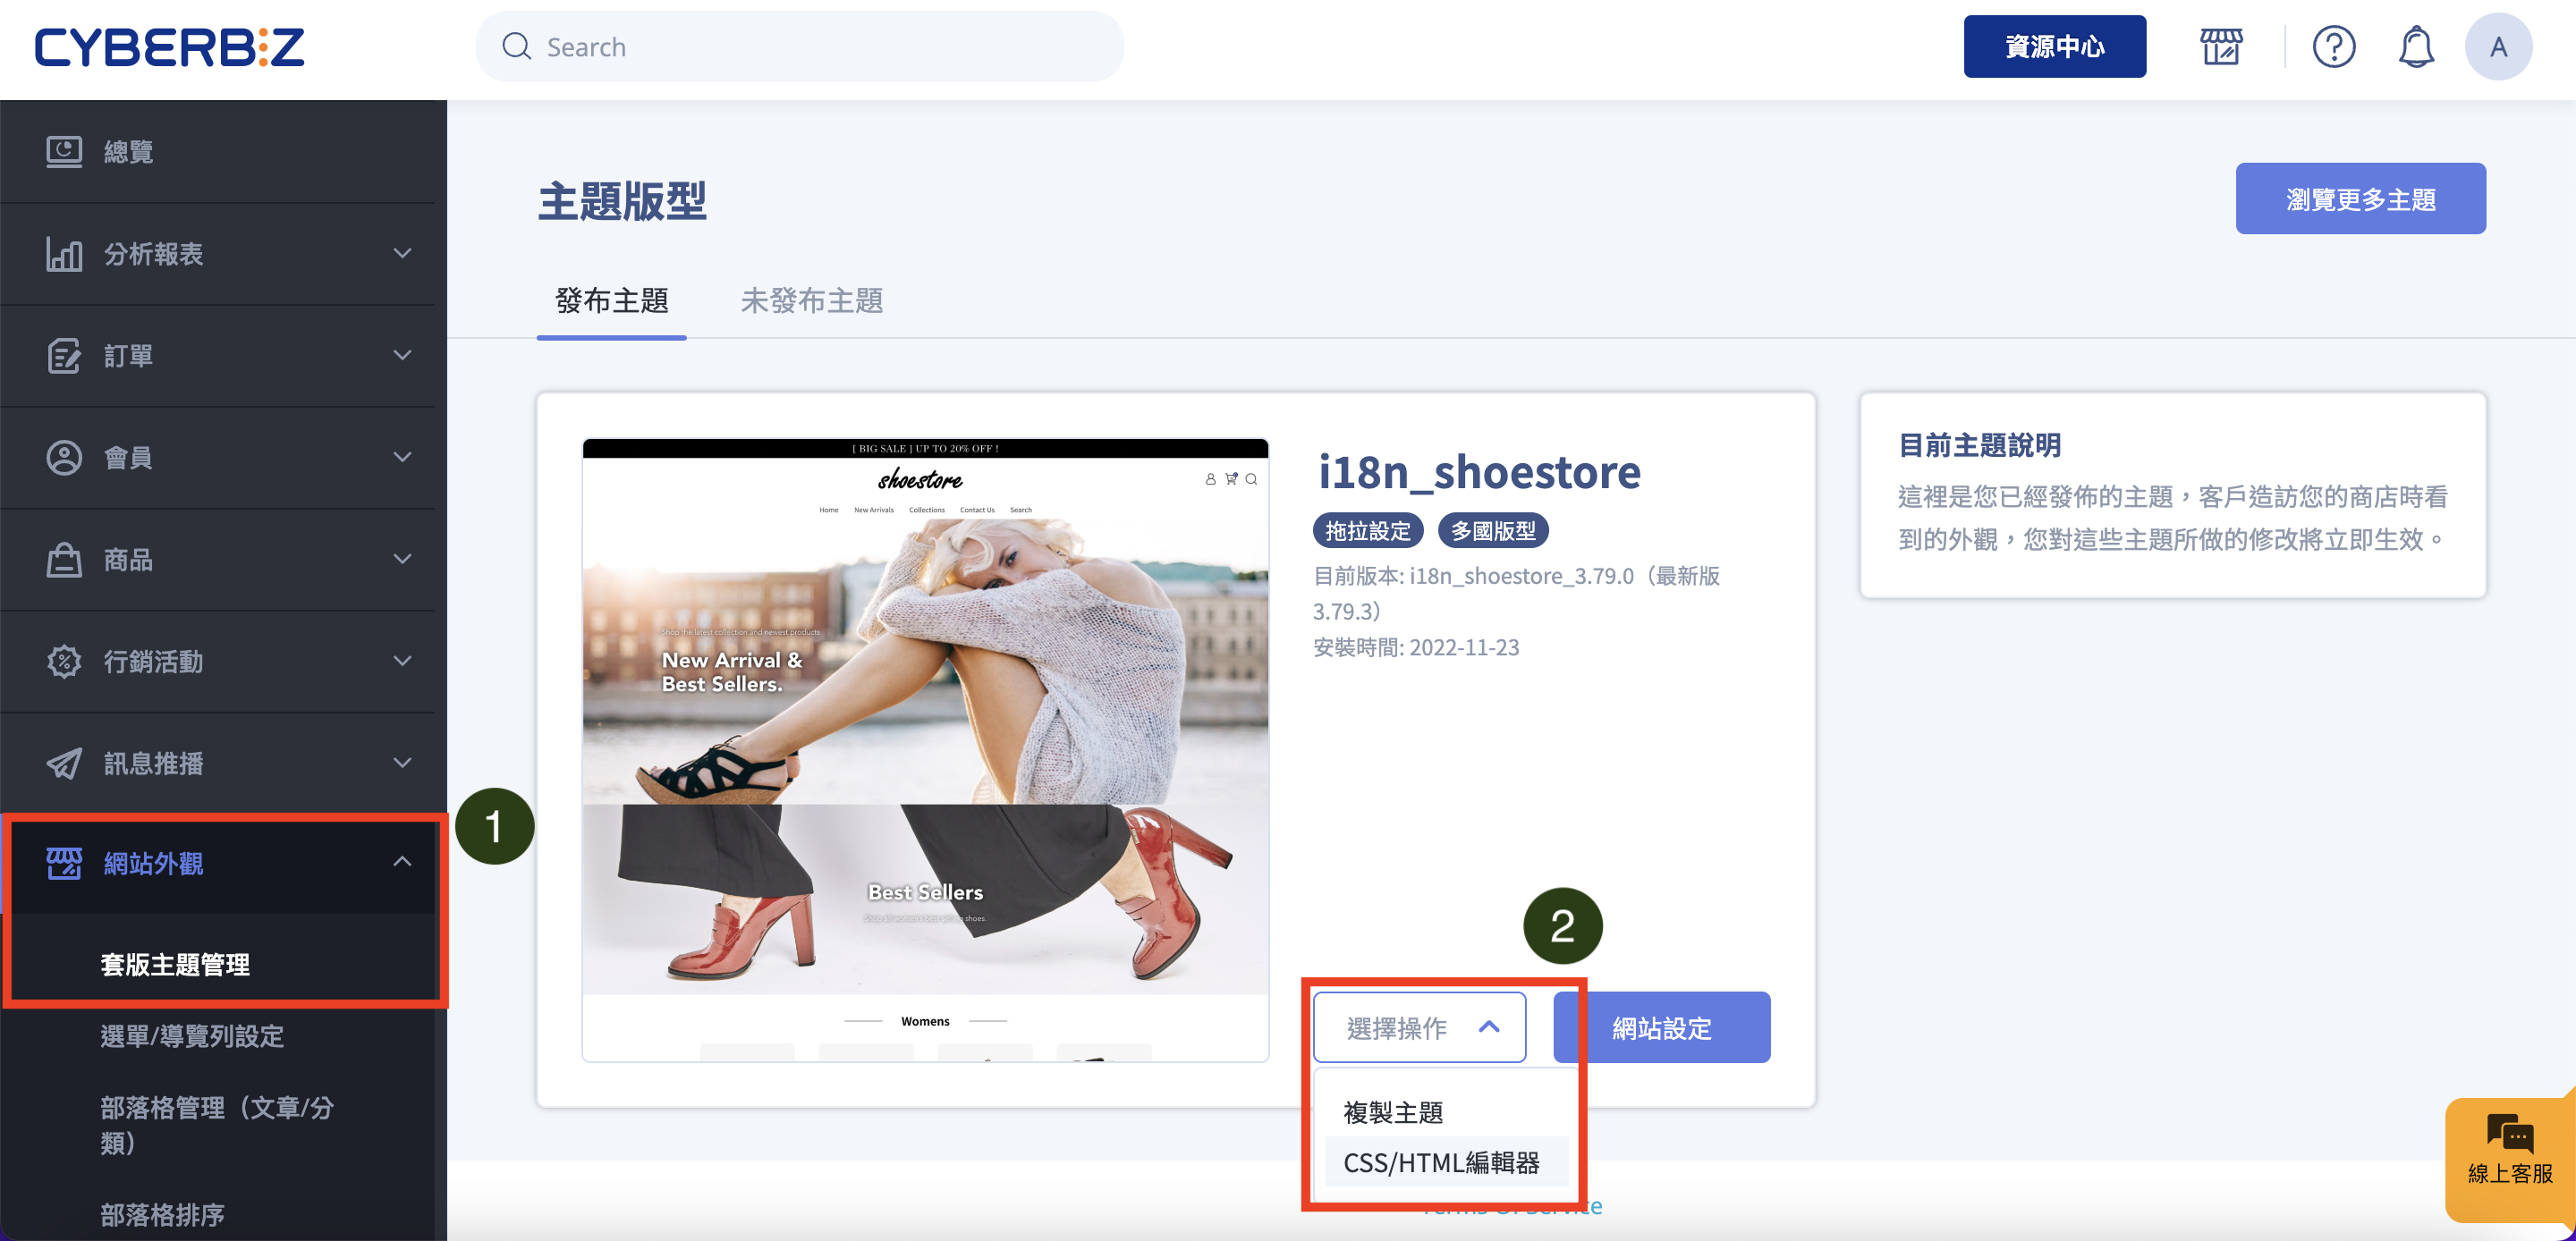 CYBERBIZ
Search
資源中心
A
總覽
分析報表
訂單
會員
商品
行銷活動
訊息推播
網站外觀
套版主題管理
選單/導覽列設定
部落格管理（文章/分
類）
部落格排序
1
主題版型
瀏覽更多主題
發布主題
未發布主題
[ BIG SALE ] UP TO 20% OFF !
shoestore
Home New Arrivals Collections Contact Us Search
Shop the latest collection and newest products
New Arrival &
Best Sellers.
Best Sellers
Shop all women's best selling shoes.
Womens
i18n_shoestore
拖拉設定 多國版型
目前版本: i18n_shoestore_3.79.0（最新版
3.79.3）
安裝時間: 2022-11-23
2
選擇操作
網站設定
複製主題
CSS/HTML編輯器
Terms Of Service
目前主題說明
這裡是您已經發佈的主題，客戶造訪您的商店時看
到的外觀，您對這些主題所做的修改將立即生效。
線上客服